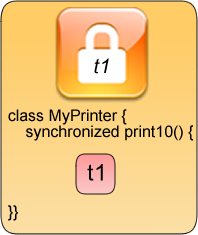 t1
class MyPrinter {
synchronized print10() {
t1
}}